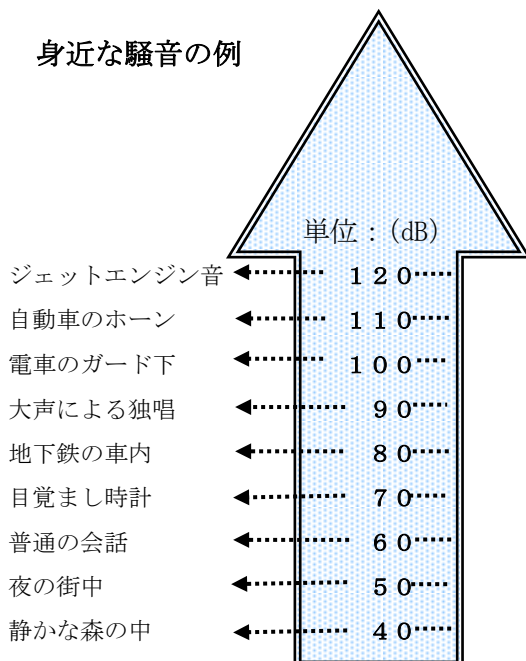 身近な騒音の例
単位：(dB)
ジェットエンジン音 120
自動車のホーン 110
電車のガード下 100
大声による独唱 90
地下鉄の車内 80
目覚まし時計 70
普通の会話 60
夜の街中 50
静かな森の中 40